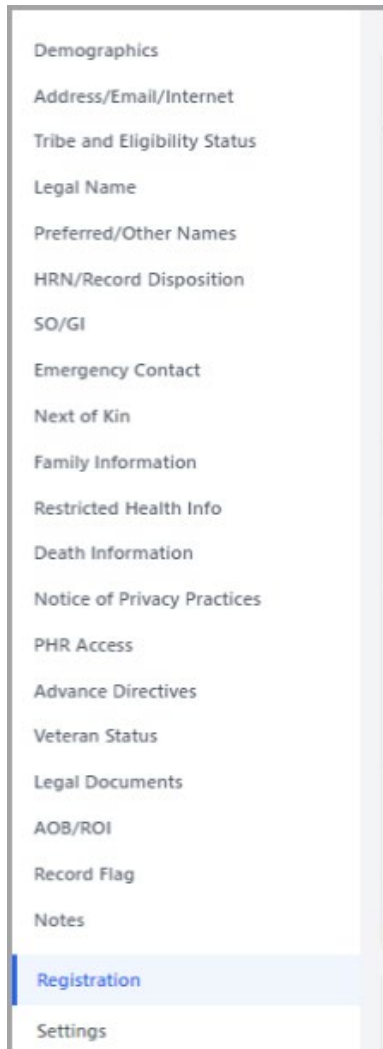 Demographics
Address/Email/Internet
Tribe and Eligibility Status
Legal Name
Preferred/Other Names
HRN/Record Disposition
SO/GI
Emergency Contact
Next of Kin
Family Information
Restricted Health Info
Death Information
Notice of Privacy Practices
PHR Access
Advance Directives
Veteran Status
Legal Documents
AOB/ROI
Record Flag
Notes
Registration
Settings